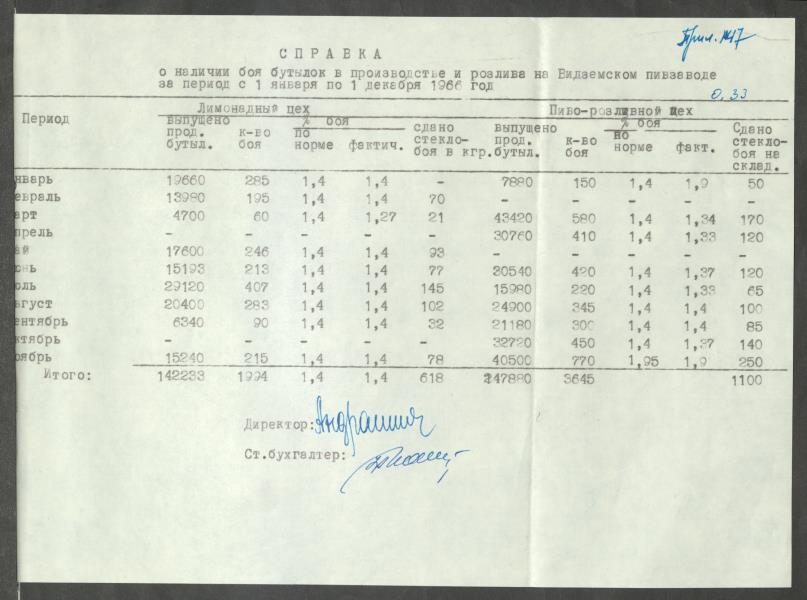 Прил. №17
СПРАВКА
о наличии боя бутылок в производстве и розлива на Видземском пивзаводе
за период с 1 января по 1 декабря 1966 год
0.33
Лимонадный цех Пиво-розливной цех
Период выпущено прод. бутыл. к-во боя % боя по норме фактич. сдано стекло-боя в кгр. выпущено прод. бутыл. к-во боя % боя по норме факт. Сдано стекло-боя на склад.
нварь 19660 285 1,4 1,4 - 7880 150 1,4 1,9 50
евраль 13980 195 1,4 1,4 70 - - - - -
арт 4700 60 1,4 1,27 21 43420 580 1,4 1,34 170
прель - - - - - 30760 410 1,4 1,33 120
ай 17600 246 1,4 1,4 93 - - - - -
юнь 15193 213 1,4 1,4 77 30540 420 1,4 1,37 120
юль 29120 407 1,4 1,4 145 15980 220 1,4 1,38 65
вгуст 20400 283 1,4 1,4 102 24900 345 1,4 1,4 100
ентябрь 6340 90 1,4 1,4 32 21180 300 1,4 1,4 85
ктябрь - - - - - 32720 450 1,4 1,37 140
оябрь 15240 215 1,4 1,4 78 40500 770 1,95 1,9 250
Итого: 142233 1994 1,4 1,4 618 247880 3645 1100
Директор:
Ст.бухгалтер: